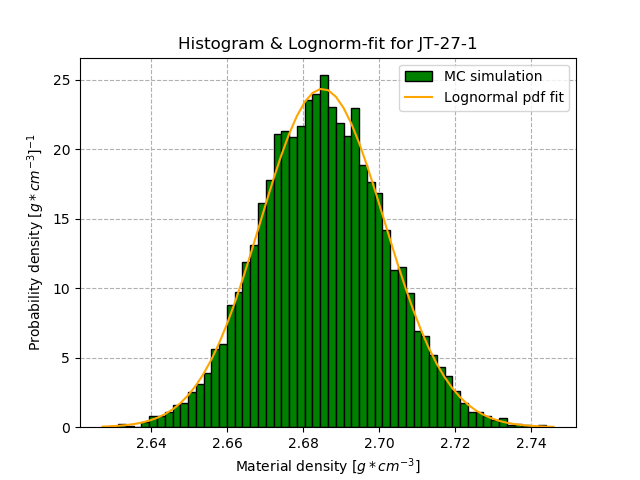 Histogram & Lognorm-fit for JT-27-1
MC simulation
Lognormal pdf fit
25
20
15
10
5
0
Probability density [g*cm⁻³]⁻¹
2.64 2.66 2.68 2.70 2.72 2.74
Material density [g*cm⁻³]